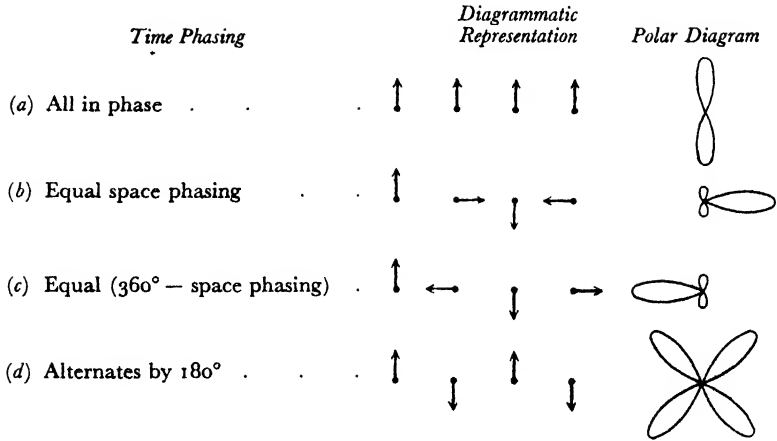 Time Phasing
Diagrammatic
Representation
Polar Diagram
(a) All in phase . . .
(b) Equal space phasing . .
(c) Equal (360° — space phasing) .
(d) Alternates by 180° . . .